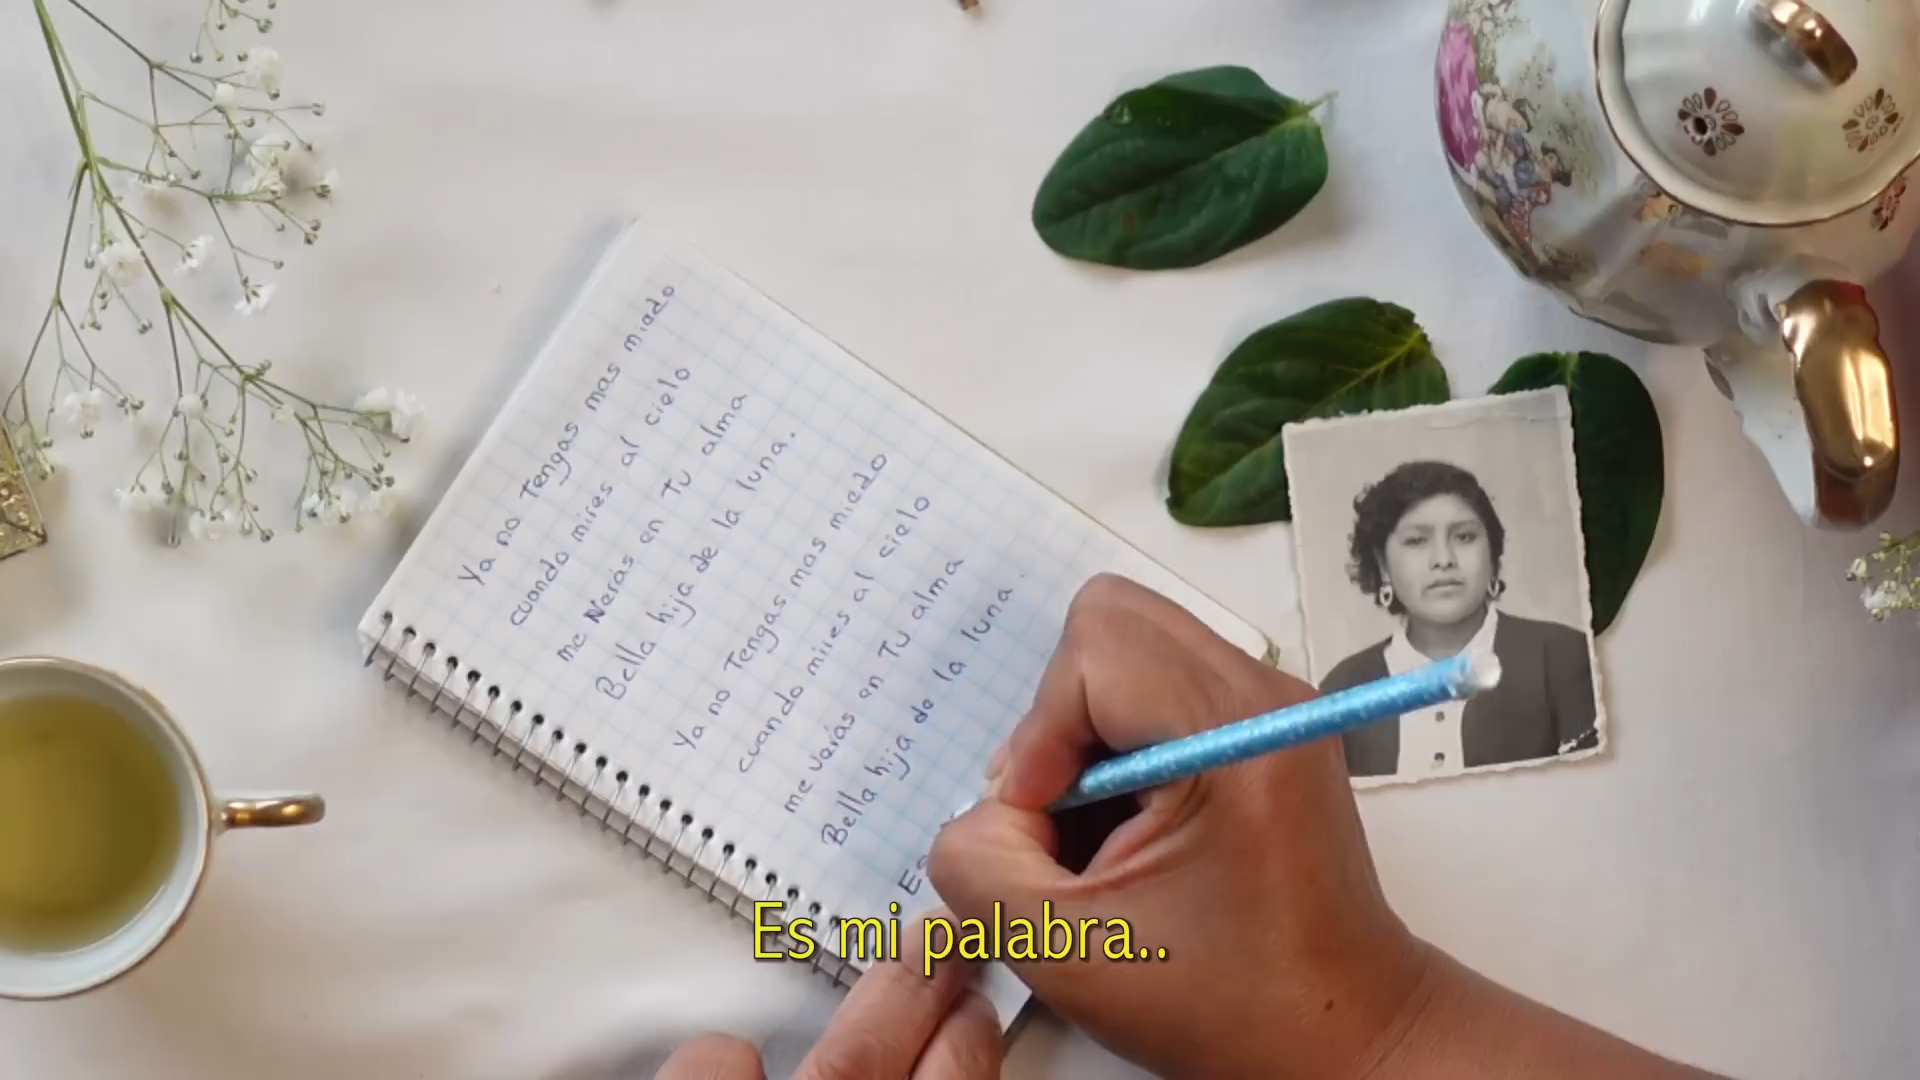 Ya no Tengas mas miedo
cuando mires al cielo
me verás en Tu alma
Bella hija de la luna.
Ya no Tengas mas miedo
cuando mires al cielo
me verás en Tu alma
Bella hija de la luna.
Es
Es mi palabra..